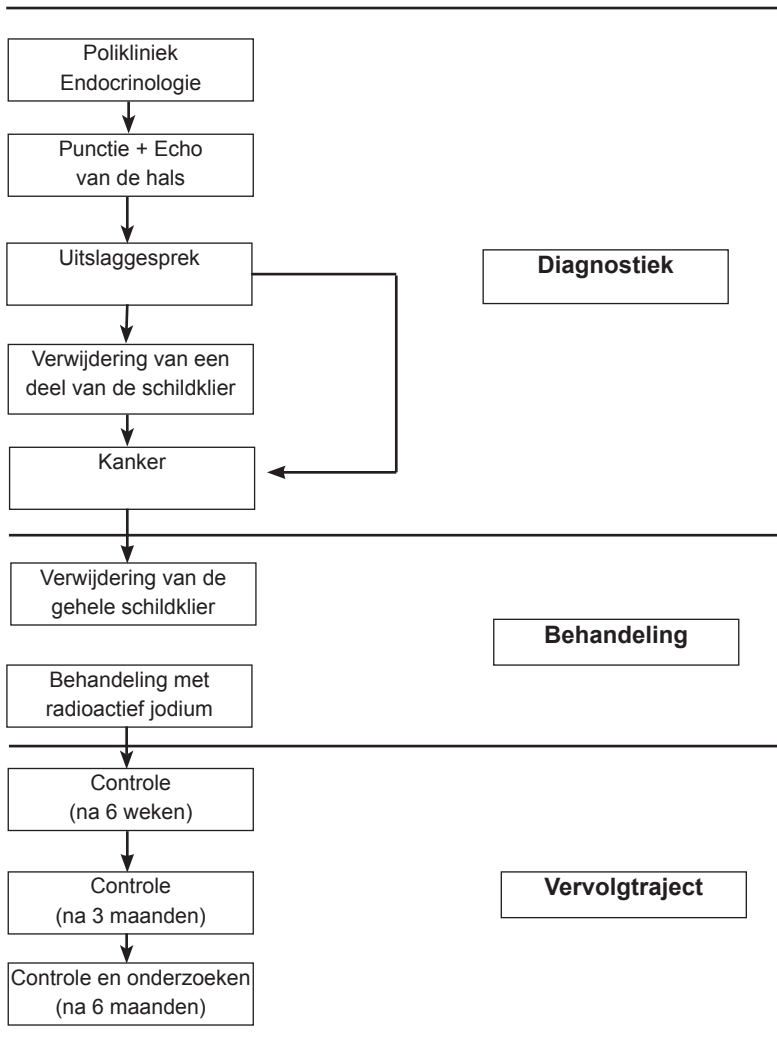 Polikliniek
Endocrinologie
Punctie + Echo
van de hals
Uitslaggesprek
Diagnostiek
Verwijdering van een
deel van de schildklier
Kanker
Verwijdering van de
gehele schildklier
Behandeling
Behandeling met
radioactief jodium
Controle
(na 6 weken)
Controle
(na 3 maanden)
Vervolgtraject
Controle en onderzoeken
(na 6 maanden)